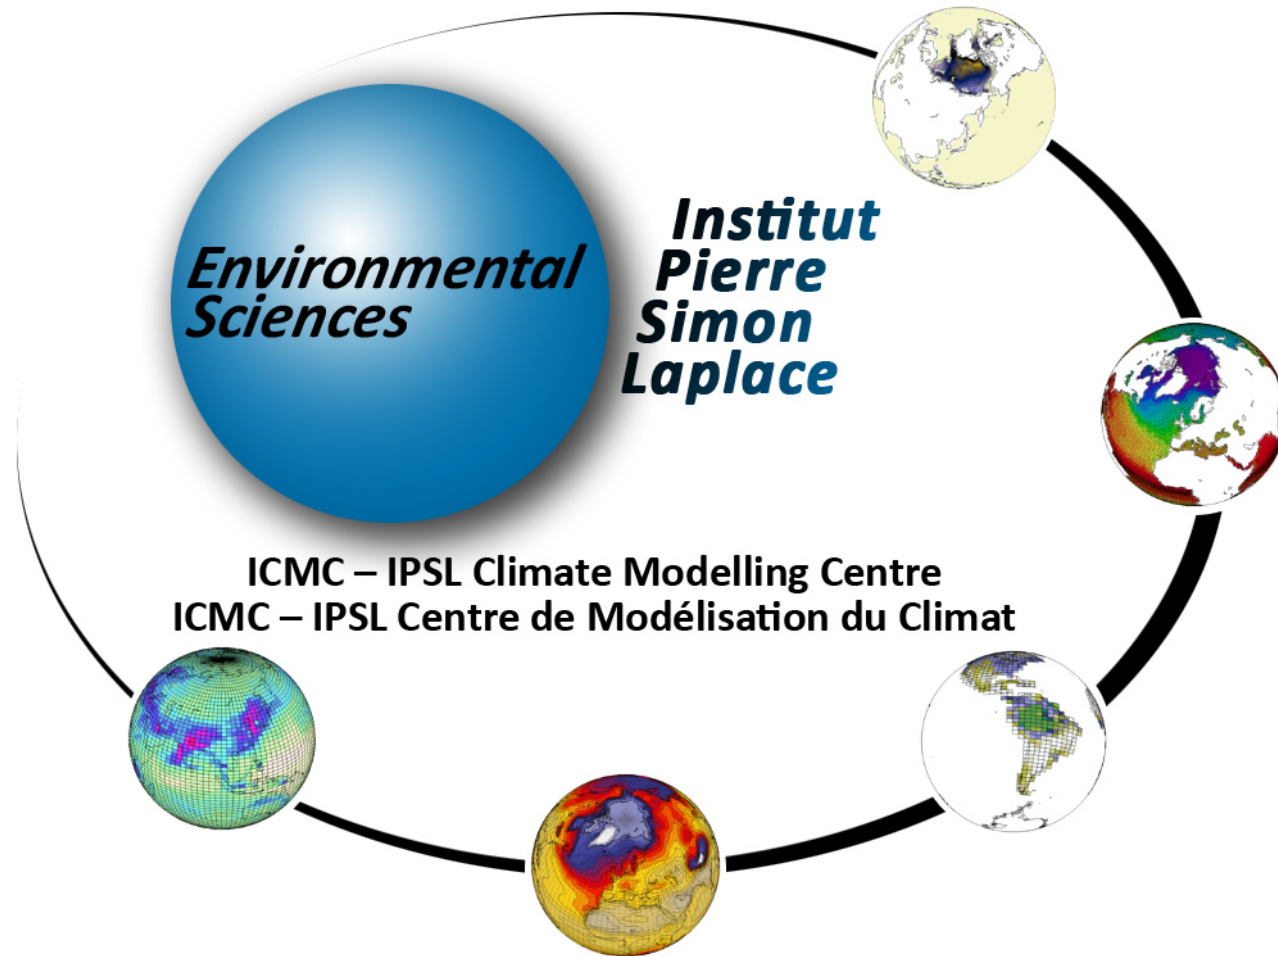 Environmental
Sciences
Institut
Pierre
Simon
Laplace
ICMC – IPSL Climate Modelling Centre
ICMC – IPSL Centre de Modélisation du Climat